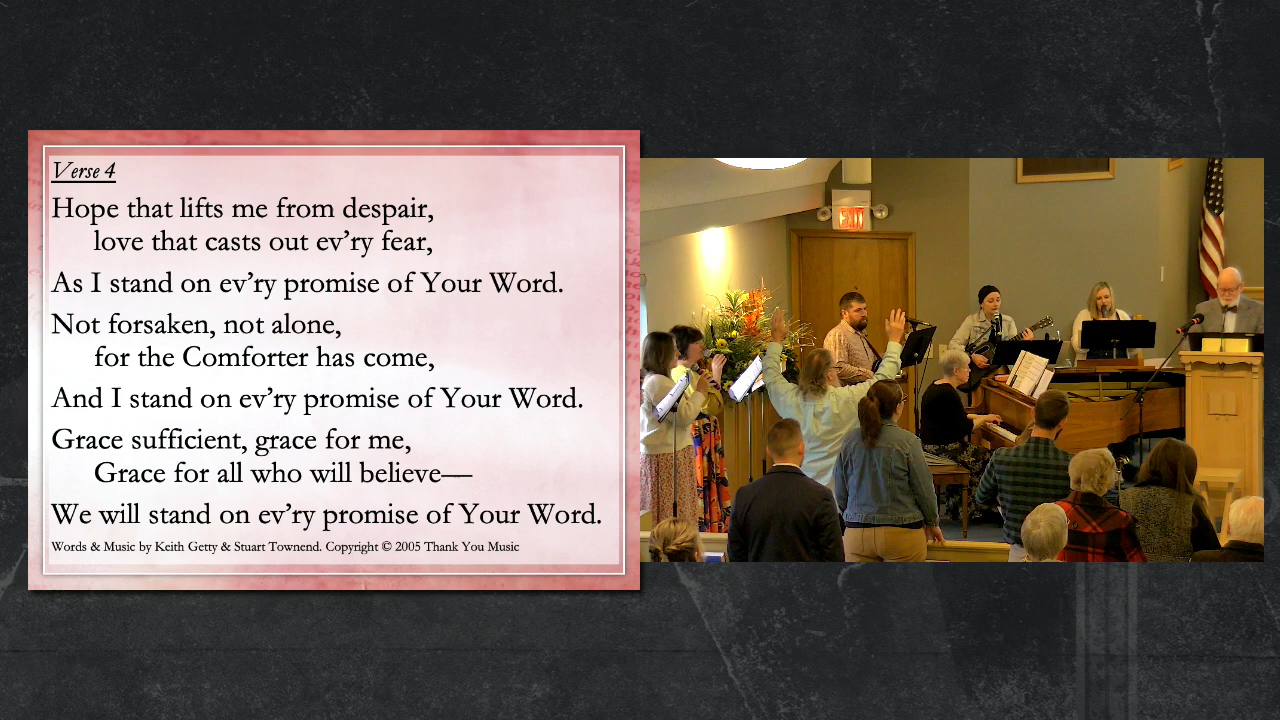 Verse 4
Hope that lifts me from despair,
love that casts out ev’ry fear,
As I stand on ev’ry promise of Your Word.
Not forsaken, not alone,
for the Comforter has come,
And I stand on ev’ry promise of Your Word.
Grace sufficient, grace for me,
Grace for all who will believe—
We will stand on ev’ry promise of Your Word.
Words & Music by Keith Getty & Stuart Townend. Copyright © 2005 Thank You Music
EXIT